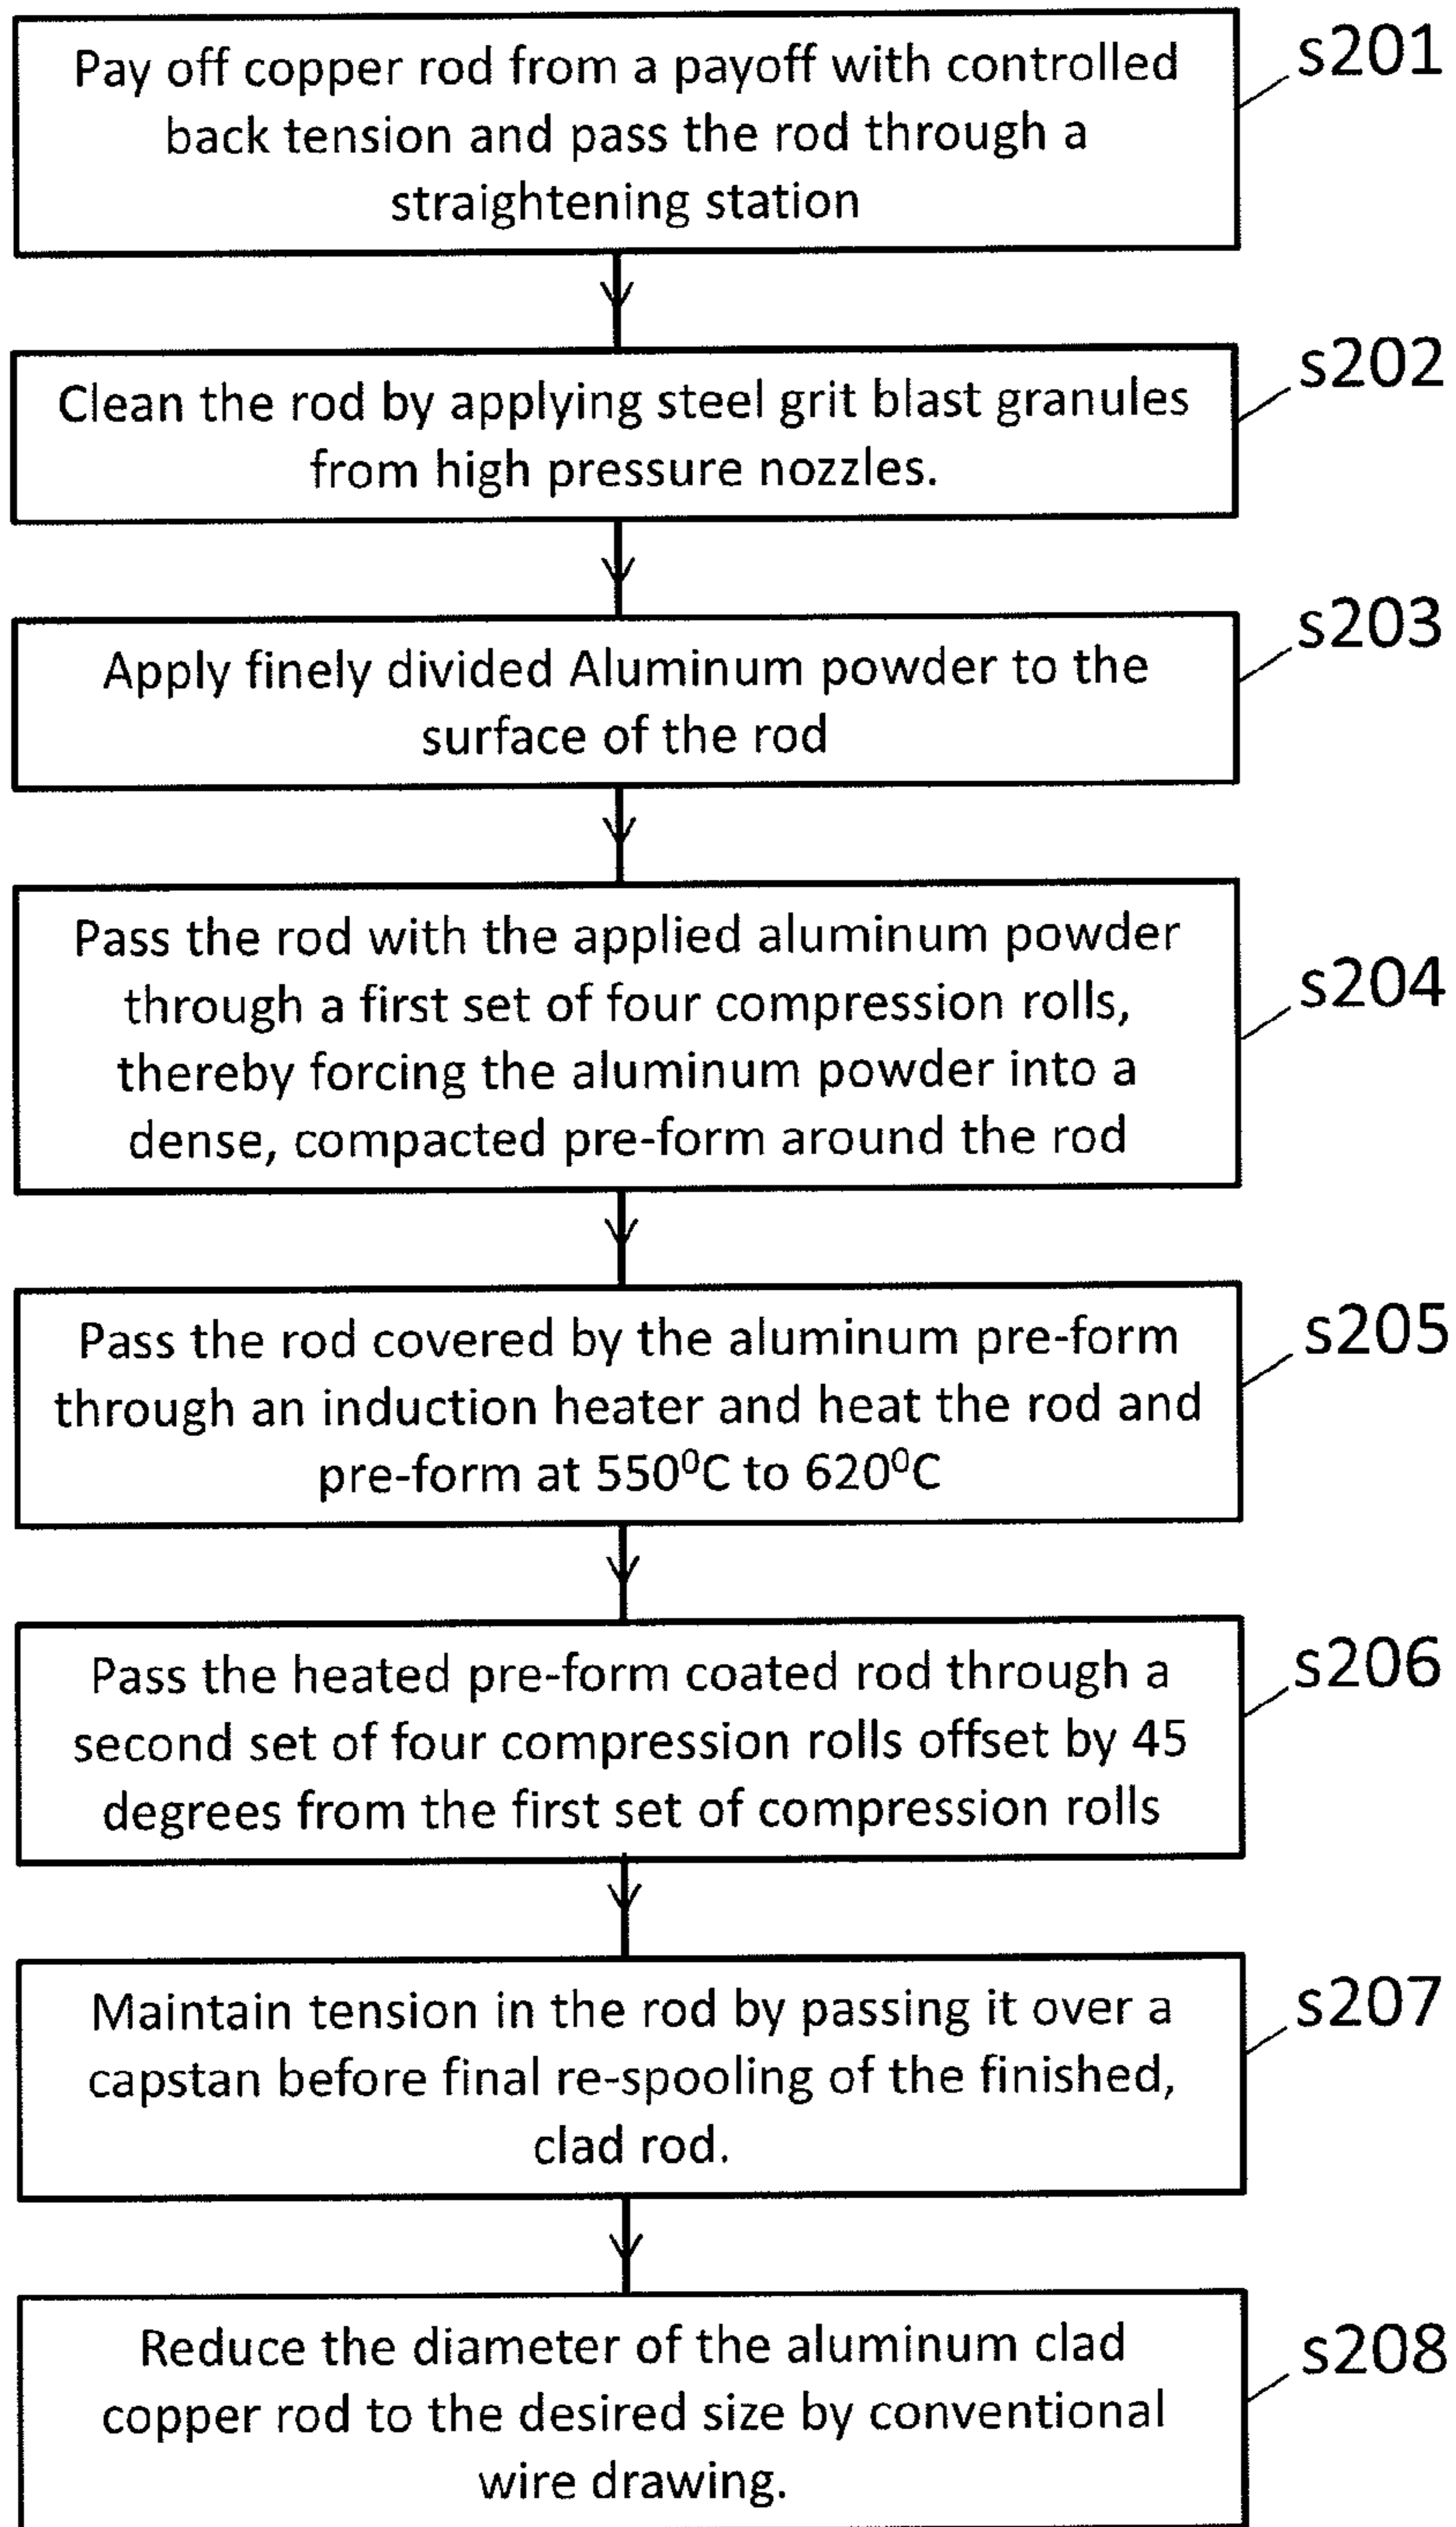 Pay off copper rod from a payoff with controlled
back tension and pass the rod through a
straightening station
s201
Clean the rod by applying steel grit blast granules
from high pressure nozzles.
s202
Apply finely divided Aluminum powder to the
surface of the rod
s203
Pass the rod with the applied aluminum powder
through a first set of four compression rolls,
thereby forcing the aluminum powder into a
dense, compacted pre-form around the rod
s204
Pass the rod covered by the aluminum pre-form
through an induction heater and heat the rod and
pre-form at 550⁰C to 620⁰C
s205
Pass the heated pre-form coated rod through a
second set of four compression rolls offset by 45
degrees from the first set of compression rolls
s206
Maintain tension in the rod by passing it over a
capstan before final re-spooling of the finished,
clad rod.
s207
Reduce the diameter of the aluminum clad
copper rod to the desired size by conventional
wire drawing.
s208